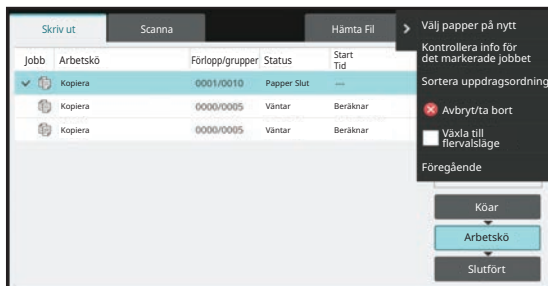 Skriv ut
Scanna
Hämta Fil
Jobb Arbetskö Förlopp/grupper Status Start Tid
Kopiera 0001/0010 Papper Slut ---
Kopiera 0000/0005 Väntar Beräknar
Kopiera 0000/0005 Väntar Beräknar
Välj papper på nytt
Kontrollera info för
det markerade jobbet
Sortera uppdragsordning
Avbryt/ta bort
Växla till
flervalsläge
Föregående
Köar
Arbetskö
Slutfört